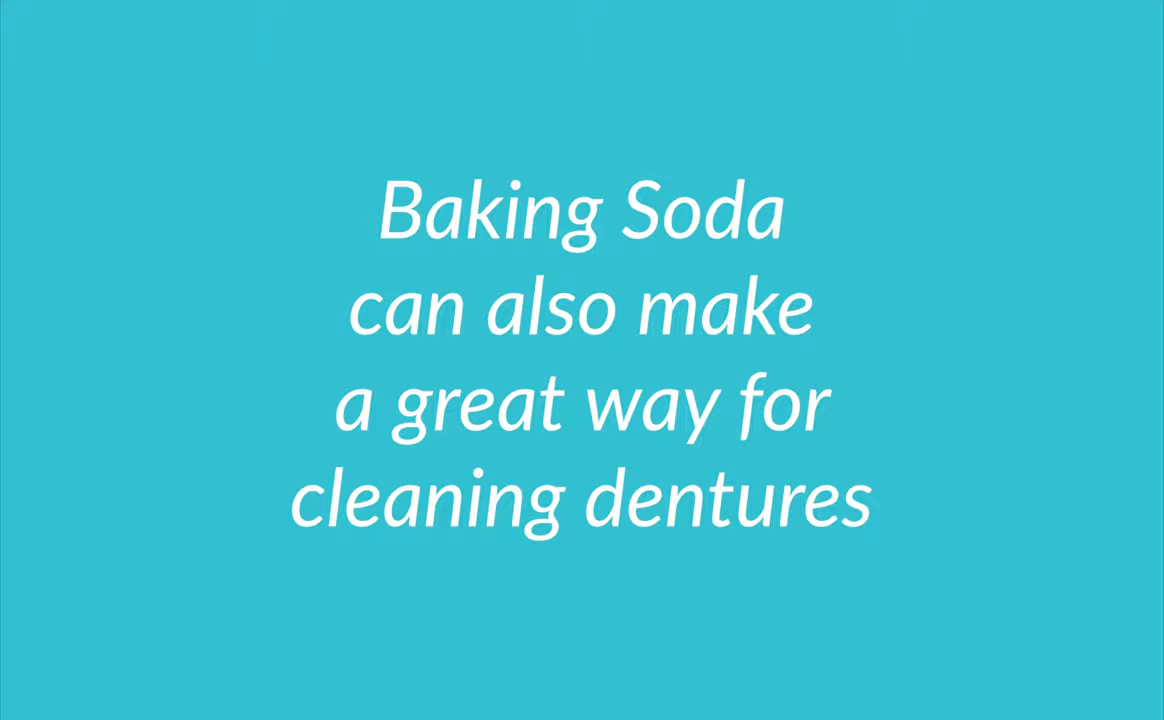 Baking Soda
can also make
a great way for
cleaning dentures